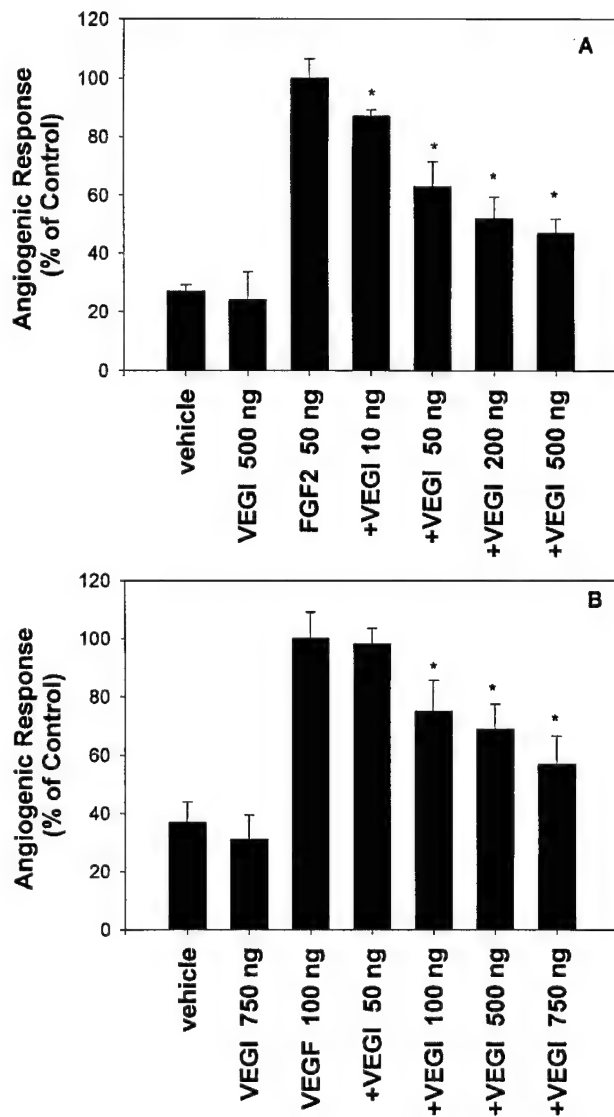 A
Angiogenic Response
(% of Control)
120
100
80
60
40
20
0
*
*
*
*
vehicle
VEGI 500 ng
FGF2 50 ng
+VEGI 10 ng
+VEGI 50 ng
+VEGI 200 ng
+VEGI 500 ng
B
Angiogenic Response
(% of Control)
120
100
80
60
40
20
0
*
*
*
vehicle
VEGI 750 ng
VEGF 100 ng
+VEGI 50 ng
+VEGI 100 ng
+VEGI 500 ng
+VEGI 750 ng